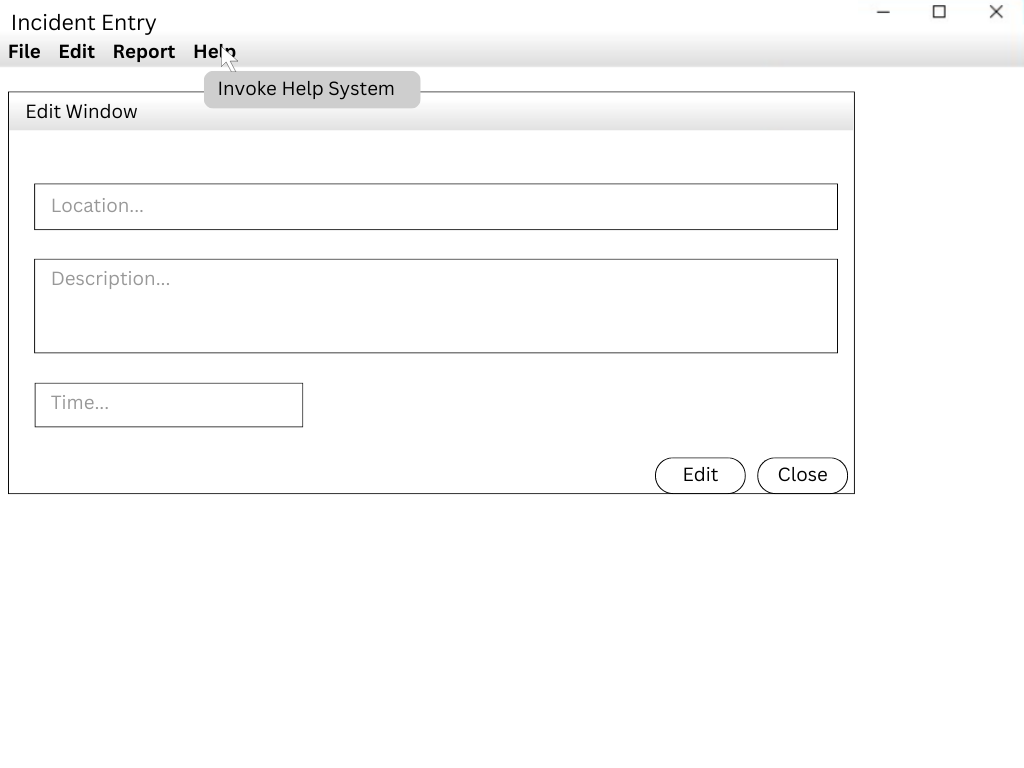 Incident Entry
File Edit Report Help
Invoke Help System
Edit Window
Location...
Description...
Time...
Edit Close